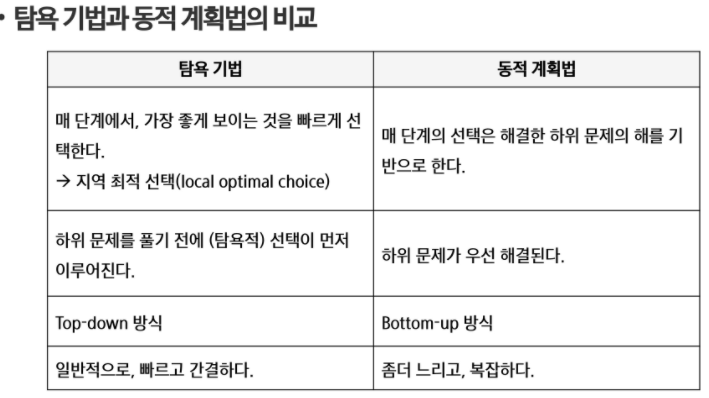 • 탐욕 기법과 동적 계획법의 비교
탐욕 기법
동적 계획법
매 단계에서, 가장 좋게 보이는 것을 빠르게 선
택한다.
→ 지역 최적 선택(local optimal choice)
매 단계의 선택은 해결한 하위 문제의 해를 기
반으로 한다.
하위 문제를 풀기 전에 (탐욕적) 선택이 먼저
이루어진다.
하위 문제가 우선 해결된다.
Top-down 방식
Bottom-up 방식
일반적으로, 빠르고 간결하다.
좀더 느리고, 복잡하다.